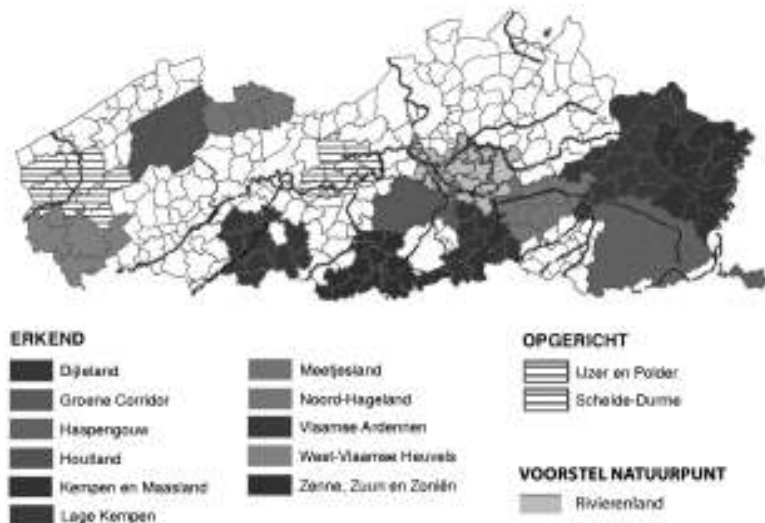 ERKEND
Dijleland
Groene Corridor
Haspengouw
Houtland
Kempen en Maasland
Lage Kempen
Meetjesland
Noord-Hageland
Vlaamse Ardennen
West-Vlaamse Heuvels
Zenne, Zuun en Zoniën
OPGERICHT
IJzer en Polder
Schelde-Durme
VOORSTEL NATUURPUNT
Rivierenland